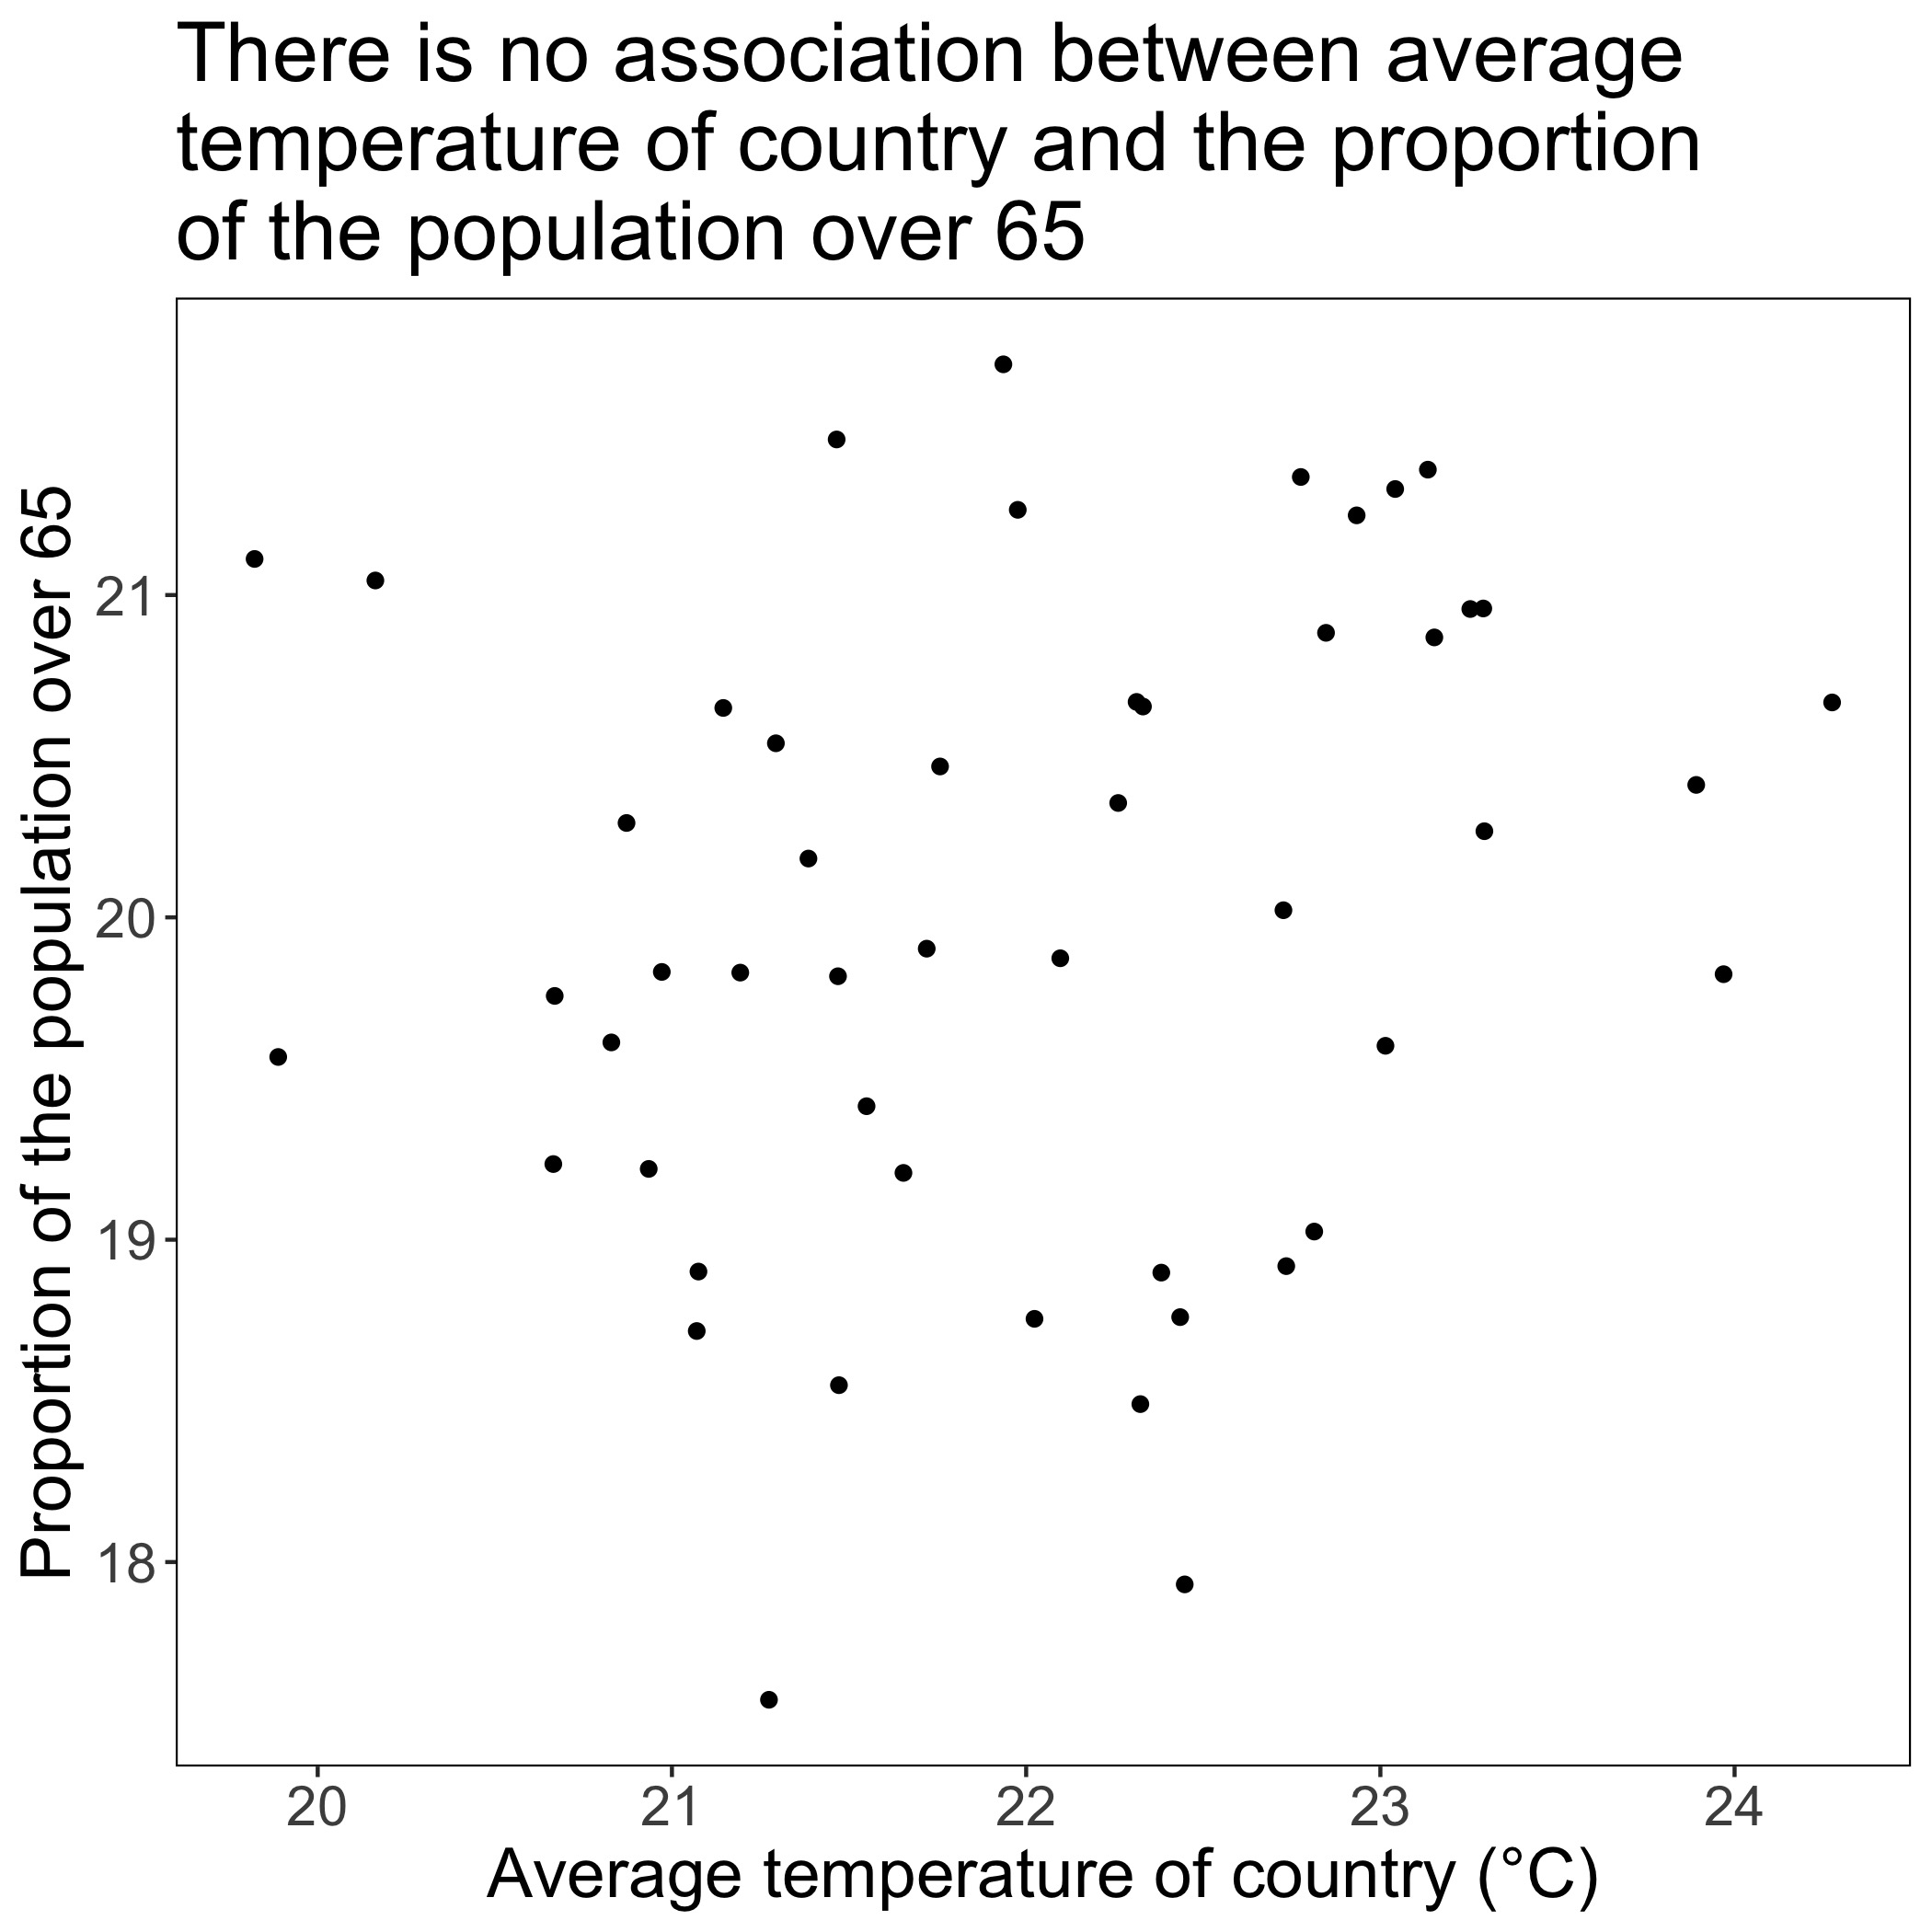 There is no association between average
temperature of country and the proportion
of the population over 65
Proportion of the population over 65
21
20
19
18
20
21
22
23
24
Average temperature of country (°C)